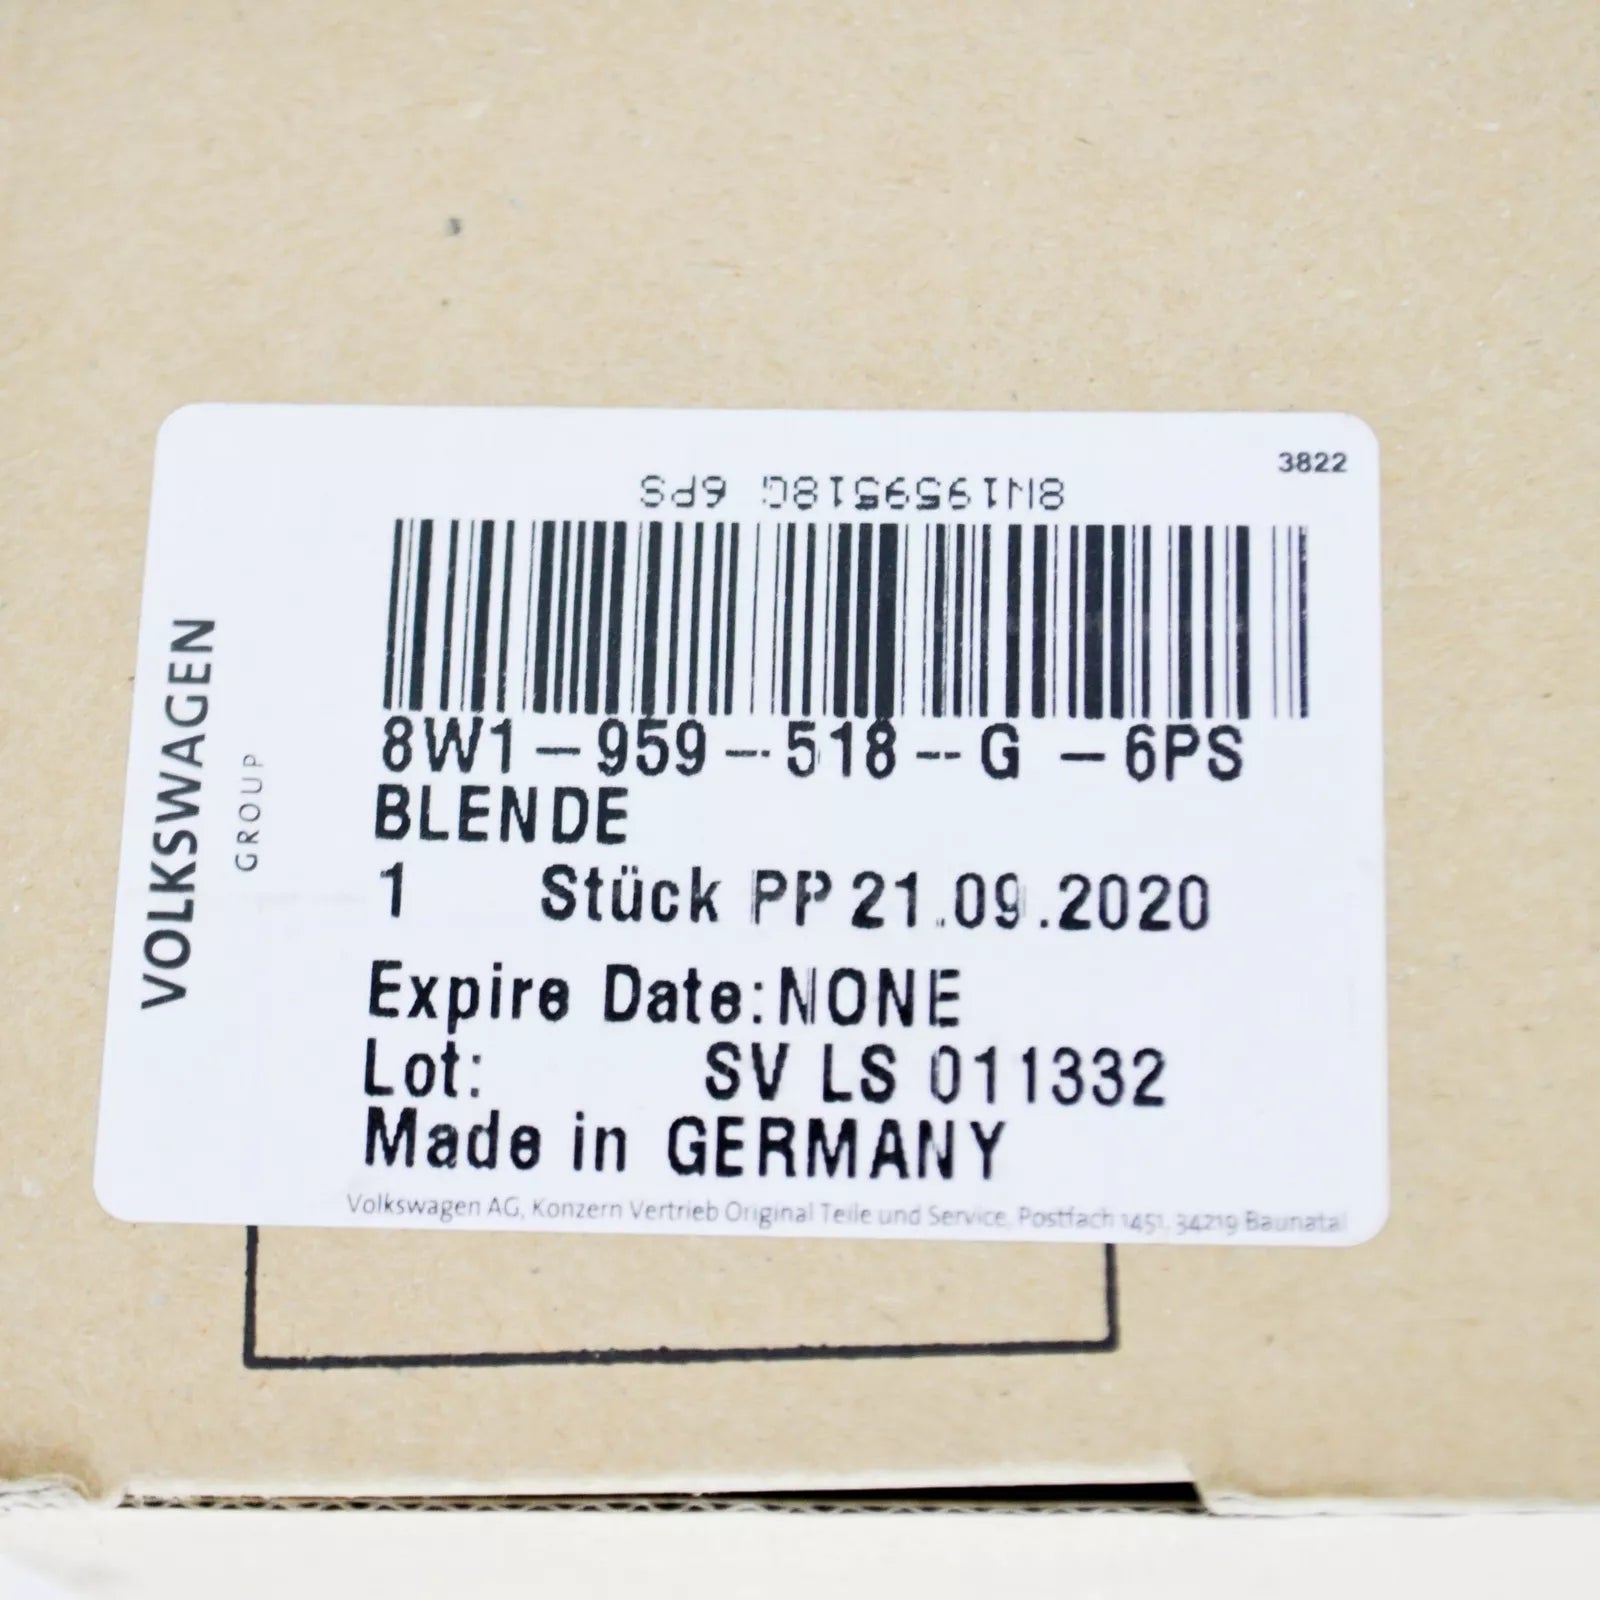 3822
8W1959518G 6PS
8W1-959-518-G -6PS
BLENDE
1 Stück PP 21.09.2020
Expire Date:NONE
Lot: SV LS 011332
Made in GERMANY
Volkswagen AG, Konzern Vertrieb Original Teile und Service, Postfach 1451, 34219 Baunatal
VOLKSWAGEN
GROUP